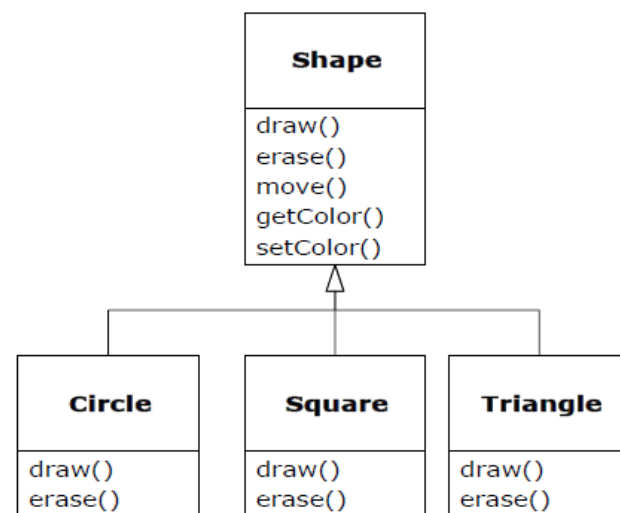 Shape
draw()
erase()
move()
getColor()
setColor()
Circle
draw()
erase()
Square
draw()
erase()
Triangle
draw()
erase()